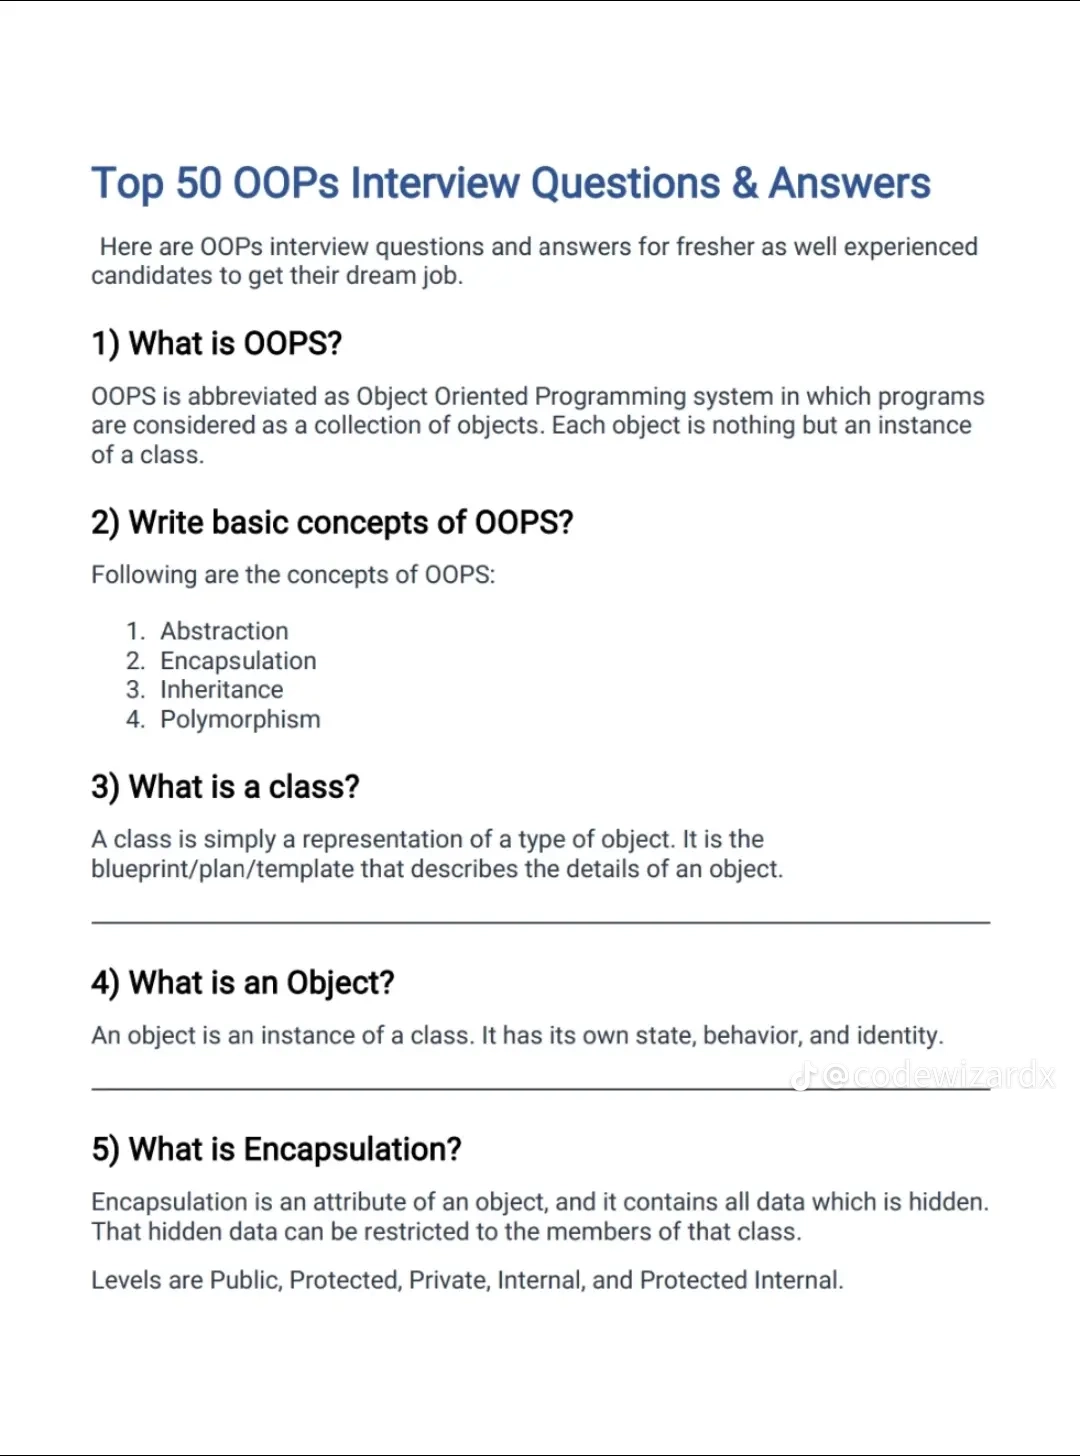 Top 50 OOPs Interview Questions & Answers
Here are OOPs interview questions and answers for fresher as well experienced
candidates to get their dream job.
1) What is OOPS?
OOPS is abbreviated as Object Oriented Programming system in which programs
are considered as a collection of objects. Each object is nothing but an instance
of a class.
2) Write basic concepts of OOPS?
Following are the concepts of OOPS:
1. Abstraction
2. Encapsulation
3. Inheritance
4. Polymorphism
3) What is a class?
A class is simply a representation of a type of object. It is the
blueprint/plan/template that describes the details of an object.
4) What is an Object?
An object is an instance of a class. It has its own state, behavior, and identity.
@codewizardx
5) What is Encapsulation?
Encapsulation is an attribute of an object, and it contains all data which is hidden.
That hidden data can be restricted to the members of that class.
Levels are Public, Protected, Private, Internal, and Protected Internal.